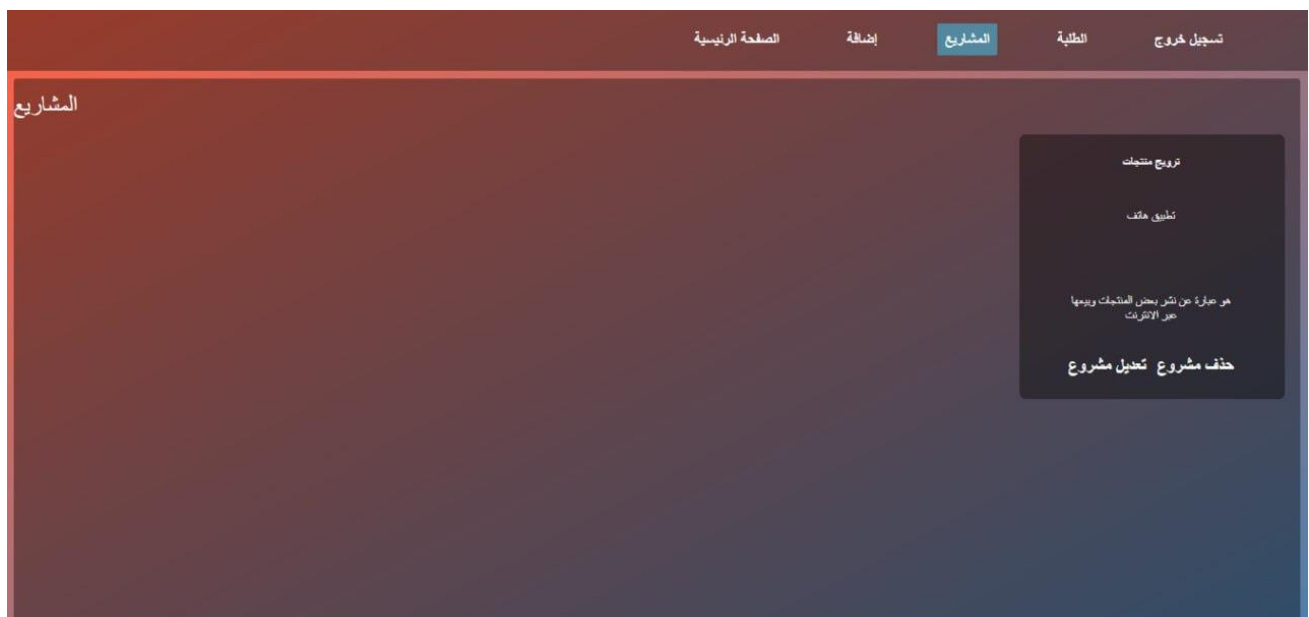 تسجيل خروج الطلبة المشاريع إضافة الصفحة الرئيسية
المشاريع
ترويج منتجات
تطبيق هاتف
هو عبارة عن نشر بعض المنتجات وبيعها
عبر الانترنت
حذف مشروع تعديل مشروع